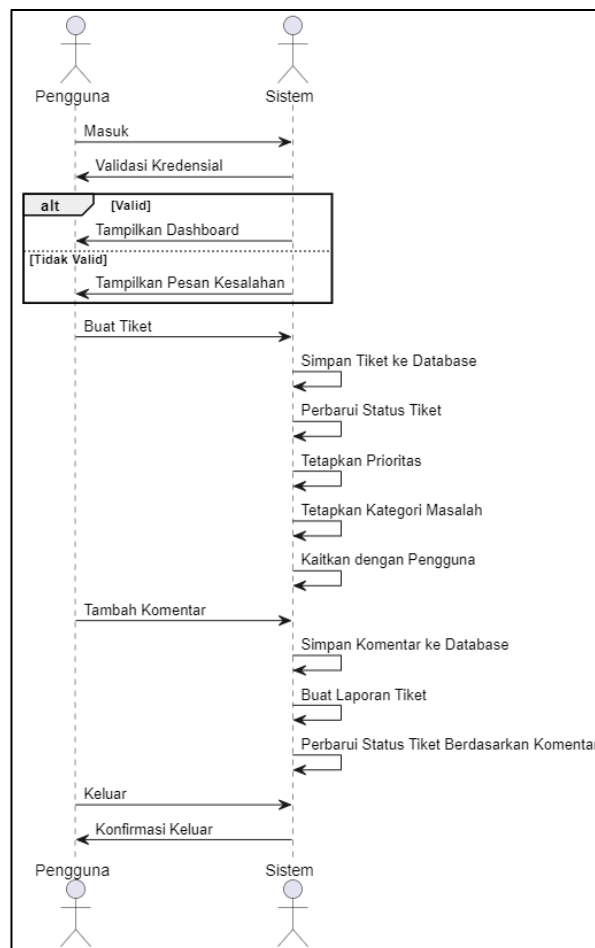 Pengguna Sistem
Masuk
Validasi Kredensial
alt [Valid]
Tampilkan Dashboard
[Tidak Valid]
Tampilkan Pesan Kesalahan
Buat Tiket
Simpan Tiket ke Database
Perbarui Status Tiket
Tetapkan Prioritas
Tetapkan Kategori Masalah
Kaitkan dengan Pengguna
Tambah Komentar
Simpan Komentar ke Database
Buat Laporan Tiket
Perbarui Status Tiket Berdasarkan Komentar
Keluar
Konfirmasi Keluar
Pengguna Sistem